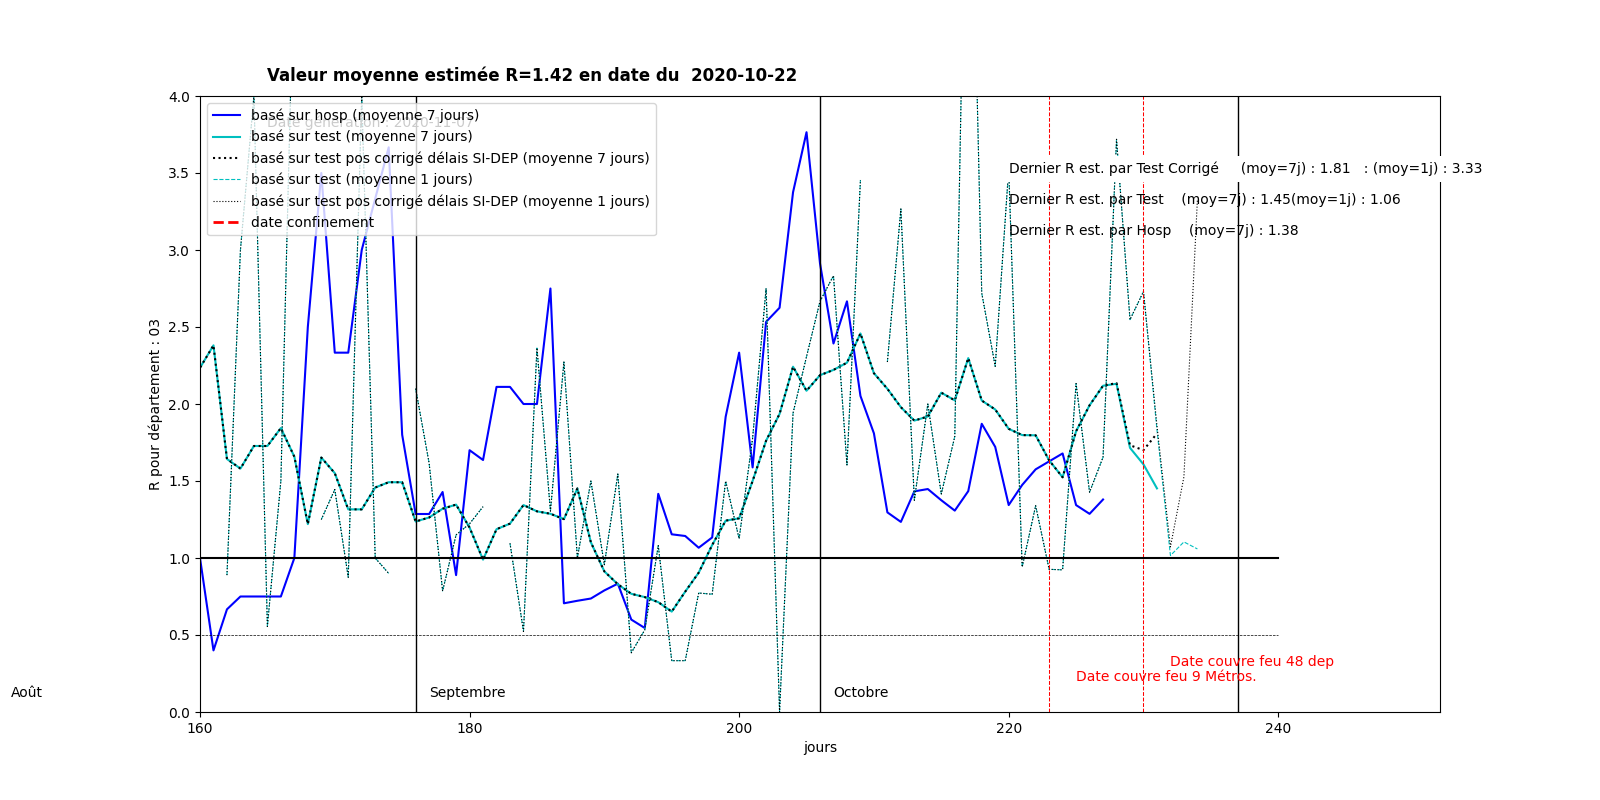 Valeur moyenne estimée R=1.42 en date du  2020-10-22
4.0
3.5
3.0
2.5
2.0
1.5
1.0
0.5
0.0
R pour département : 03
Date génération : 2020-11-07
basé sur hosp (moyenne 7 jours)
basé sur test (moyenne 7 jours)
basé sur test pos corrigé délais SI-DEP (moyenne 7 jours)
basé sur test (moyenne 1 jours)
basé sur test pos corrigé délais SI-DEP (moyenne 1 jours)
date confinement
Dernier R est. par Test Corrigé    (moy=7j) : 1.81   : (moy=1j) : 3.33
Dernier R est. par Test    (moy=7j) : 1.45(moy=1j) : 1.06
Dernier R est. par Hosp    (moy=7j) : 1.38
Date couvre feu 48 dep
Date couvre feu 9 Métros.
Août
Septembre
Octobre
160
180
200
220
240
jours